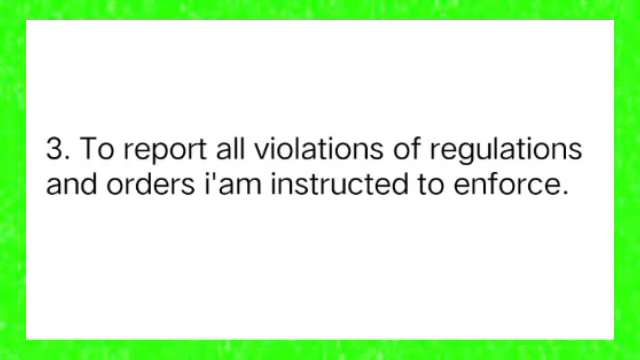 3. To report all violations of regulations
and orders i'am instructed to enforce.